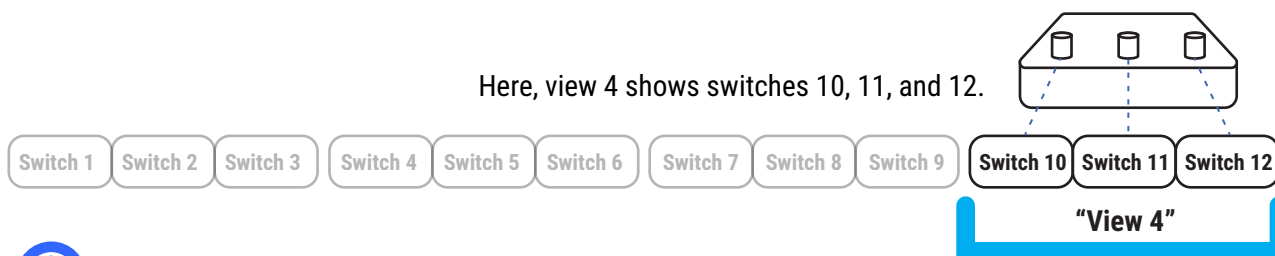 Here, view 4 shows switches 10, 11, and 12.
Switch 1 Switch 2 Switch 3 Switch 4 Switch 5 Switch 6 Switch 7 Switch 8 Switch 9 Switch 10 Switch 11 Switch 12
“View 4”